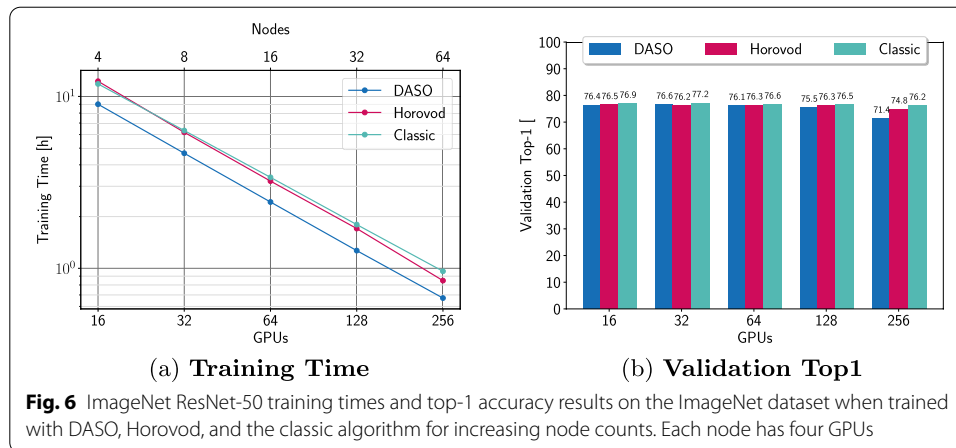 Nodes
4 8 16 32 64
DASO
Horovod
Classic
10¹
10⁰
Training Time [h]
16 32 64 128 256
GPUs
(a) Training Time
DASO Horovod Classic
100
90
80
70
60
50
40
30
20
10
0
Validation Top-1 [
76.4 76.5 76.9 76.6 76.2 77.2 76.1 76.3 76.6 75.5 76.3 76.5 71.4 74.8 76.2
16 32 64 128 256
GPUs
(b) Validation Top1
Fig. 6 ImageNet ResNet-50 training times and top-1 accuracy results on the ImageNet dataset when trained
with DASO, Horovod, and the classic algorithm for increasing node counts. Each node has four GPUs